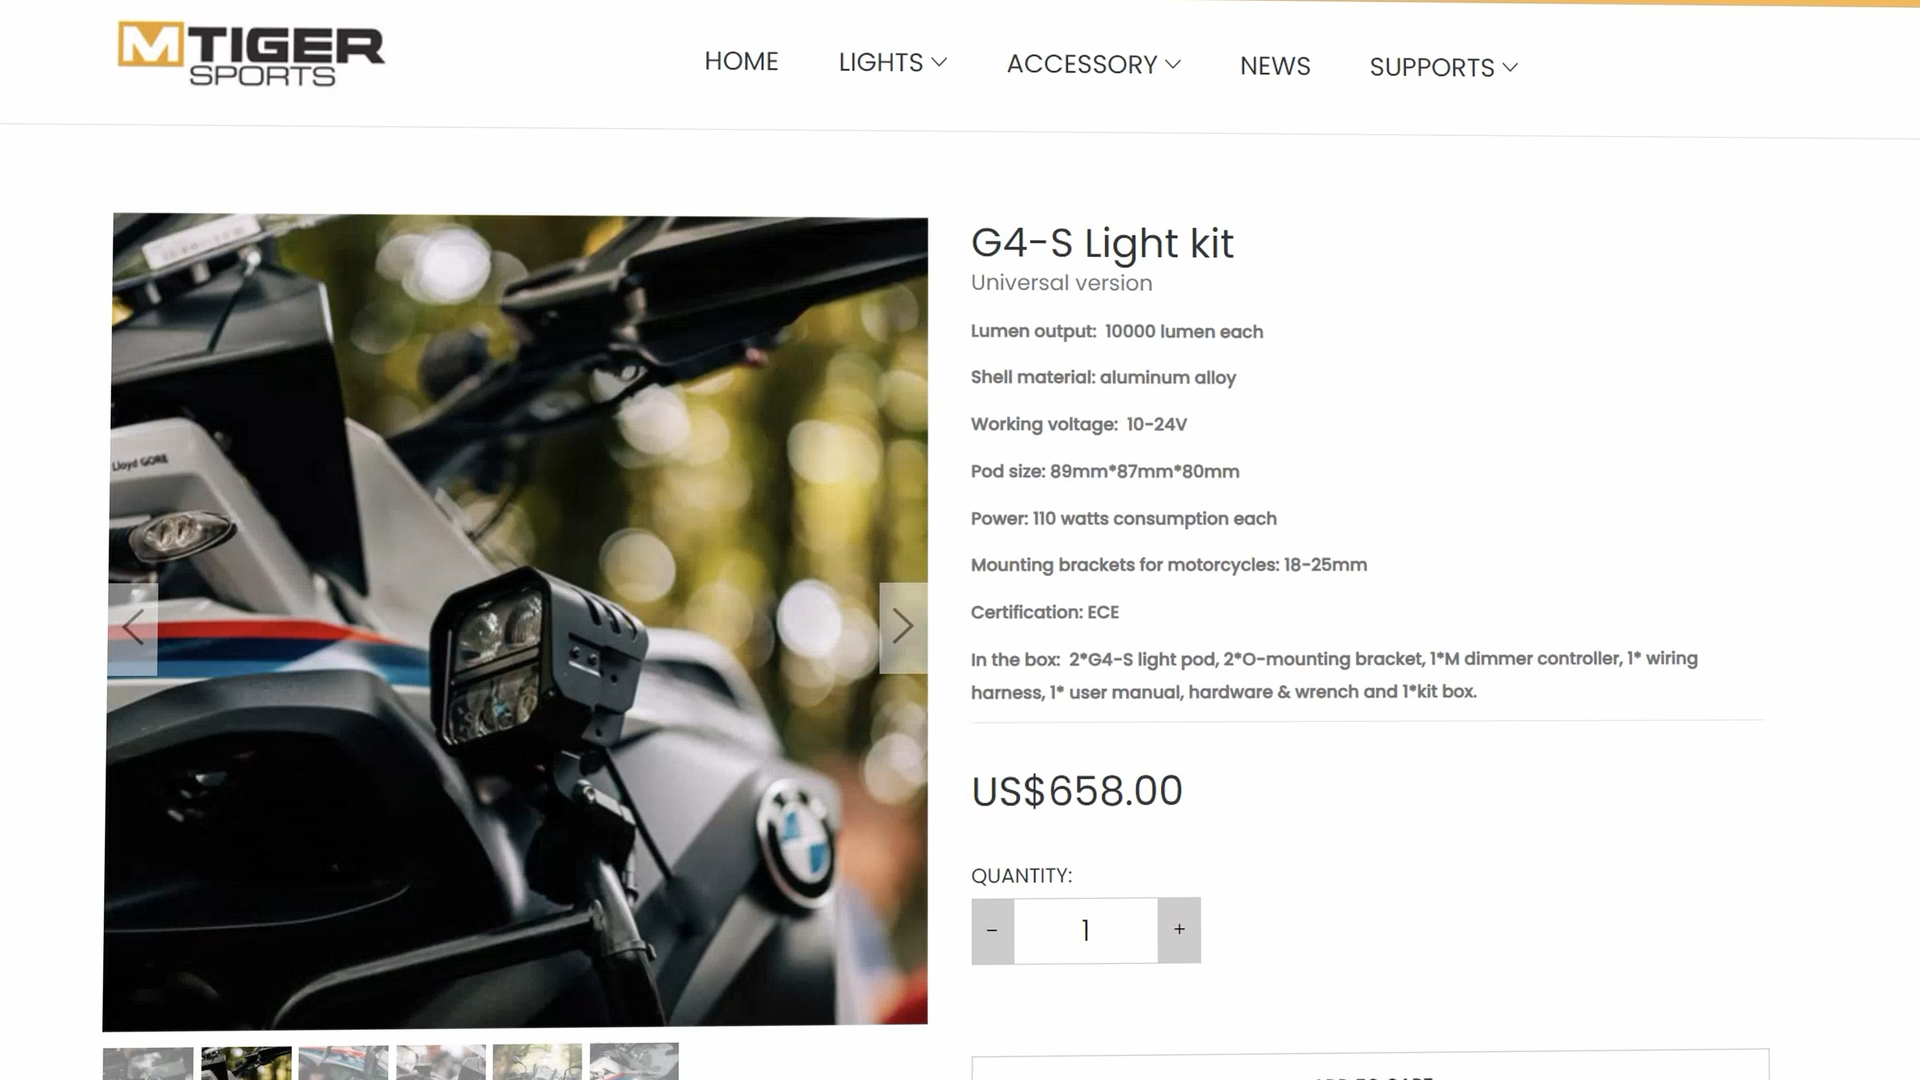 MTIGER
SPORTS
HOME
LIGHTS
ACCESSORY
NEWS
SUPPORTS
Lloyd GORE
G4-S Light kit
Universal version
Lumen output: 10000 lumen each
Shell material: aluminum alloy
Working voltage: 10-24V
Pod size: 89mm*87mm*80mm
Power: 110 watts consumption each
Mounting brackets for motorcycles: 18-25mm
Certification: ECE
In the box: 2*G4-S light pod, 2*O-mounting bracket, 1*M dimmer controller, 1* wiring
harness, 1* user manual, hardware & wrench and 1*kit box.
US$658.00
QUANTITY:
- 1 +